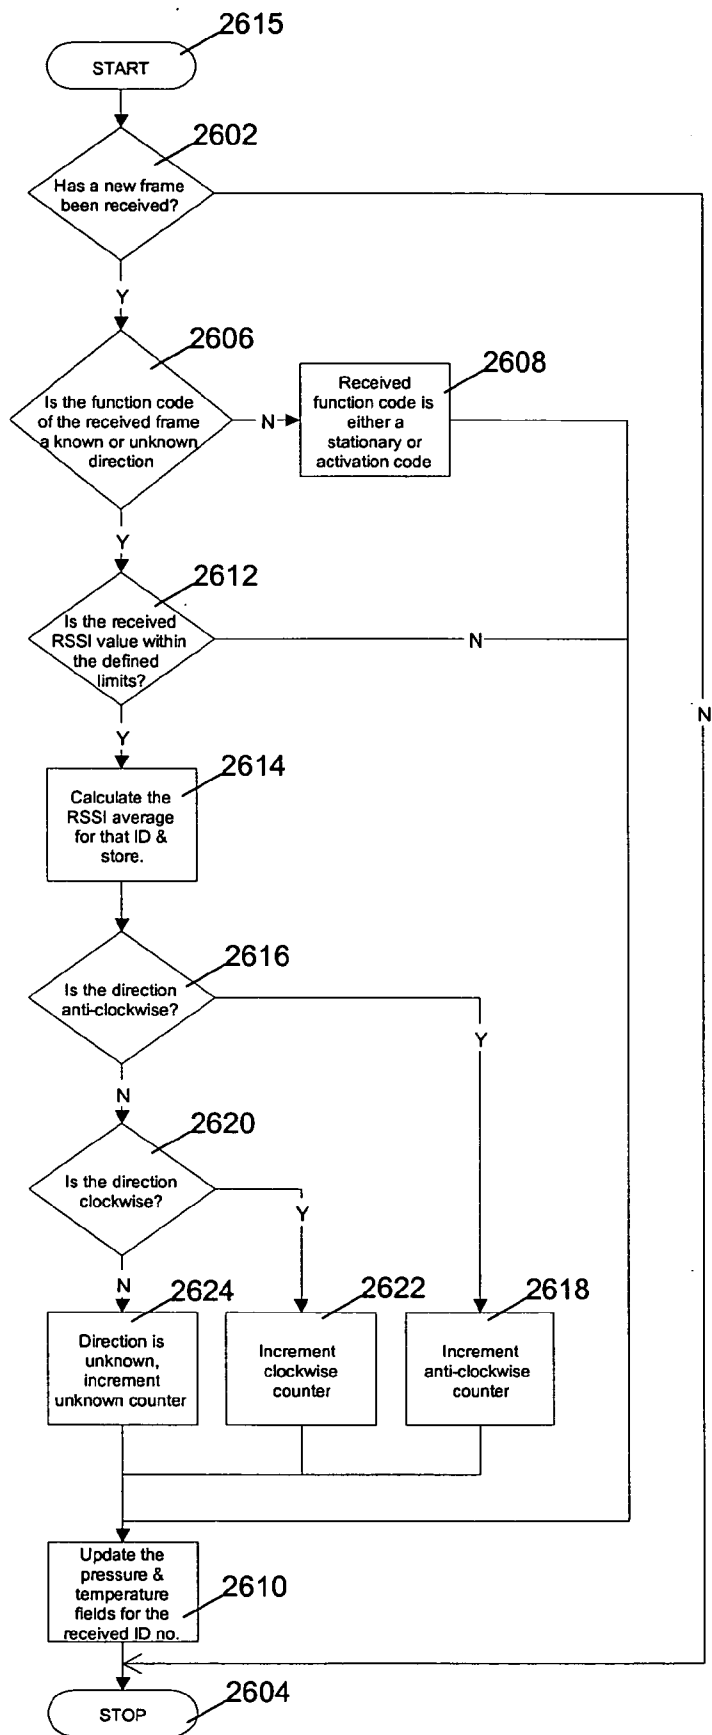 2615
START
2602
Has a new frame
been received?
Y
2606
Is the function code
of the received frame
a known or unknown
direction
N
2608
Received
function code is
either a
stationary or
activation code
Y
2612
Is the received
RSSI value within
the defined
limits?
N
N
Y
2614
Calculate the
RSSI average
for that ID &
store.
2616
Is the direction
anti-clockwise?
Y
N
2620
Is the direction
clockwise?
Y
N
2624
Direction is
unknown,
increment
unknown counter
2622
Increment
clockwise
counter
2618
Increment
anti-clockwise
counter
Update the
pressure &
temperature
fields for the
received ID no.
2610
2604
STOP